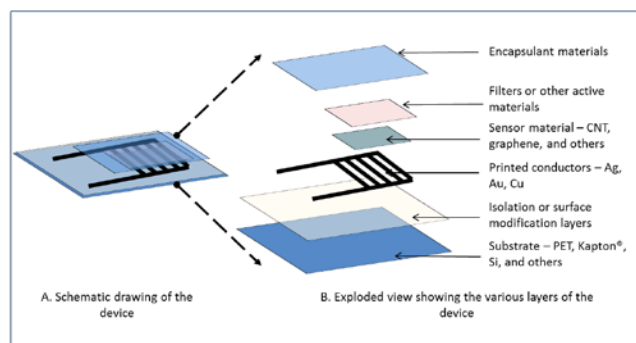 Encapsulant materials
Filters or other active
materials
Sensor material – CNT,
graphene, and others
Printed conductors – Ag,
Au, Cu
Isolation or surface
modification layers
Substrate – PET, Kapton®,
Si, and others
A. Schematic drawing of the
device
B. Exploded view showing the various layers of the
device